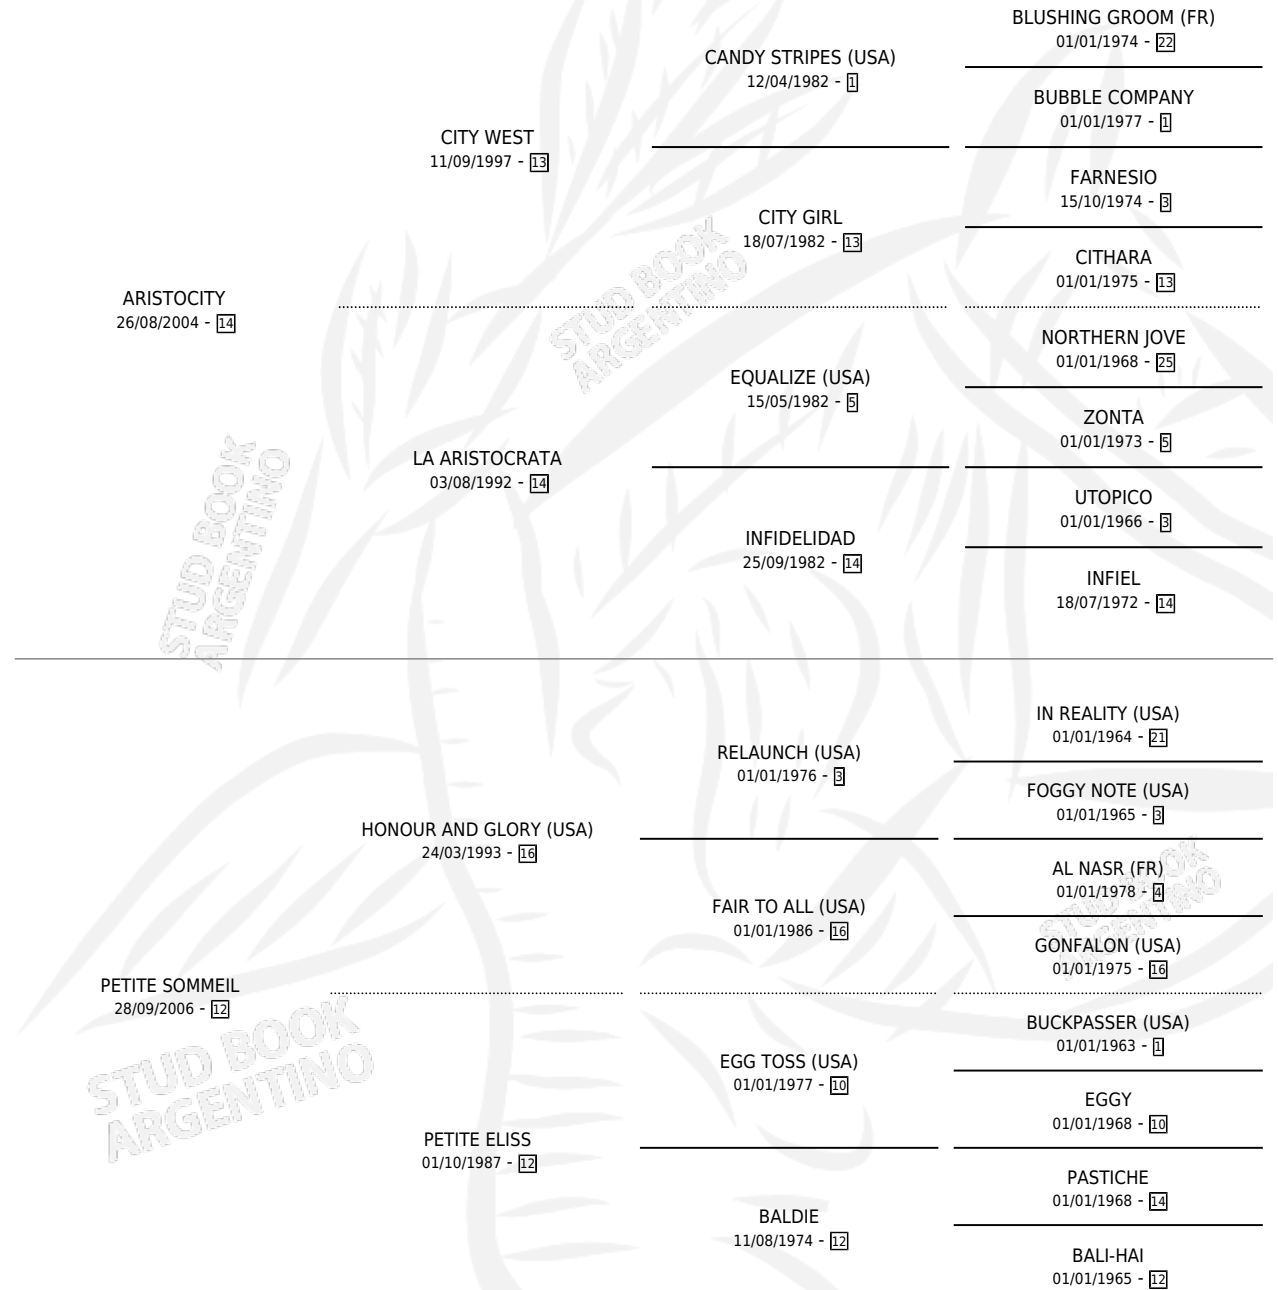 BLUSHING GROOM (FR)
01/01/1974 - 22
CANDY STRIPES (USA)
12/04/1982 - 1
BUBBLE COMPANY
01/01/1977 - 1
CITY WEST
11/09/1997 - 13
FARNESIO
15/10/1974 - 3
CITY GIRL
18/07/1982 - 13
CITHARA
01/01/1975 - 13
ARISTOCITY
26/08/2004 - 14
NORTHERN JOVE
01/01/1968 - 25
EQUALIZE (USA)
15/05/1982 - 5
ZONTA
01/01/1973 - 5
LA ARISTOCRATA
03/08/1992 - 14
UTOPICO
01/01/1966 - 3
INFIDELIDAD
25/09/1982 - 14
INFIEL
18/07/1972 - 14
IN REALITY (USA)
01/01/1964 - 21
RELAUNCH (USA)
01/01/1976 - 3
FOGGY NOTE (USA)
01/01/1965 - 3
HONOUR AND GLORY (USA)
24/03/1993 - 16
AL NASR (FR)
01/01/1978 - 4
FAIR TO ALL (USA)
01/01/1986 - 16
GONFALON (USA)
01/01/1975 - 16
PETITE SOMMEIL
28/09/2006 - 12
BUCKPASSER (USA)
01/01/1963 - 1
EGG TOSS (USA)
01/01/1977 - 10
EGGY
01/01/1968 - 10
PETITE ELISS
01/10/1987 - 12
PASTICHE
01/01/1968 - 14
BALDIE
11/08/1974 - 12
BALI-HAI
01/01/1965 - 12
STUD BOOK
ARGENTINO
STUD BOOK
ARGENTINO
STUD BOOK
ARGENTINO
STUD BOOK
ARGENTINO